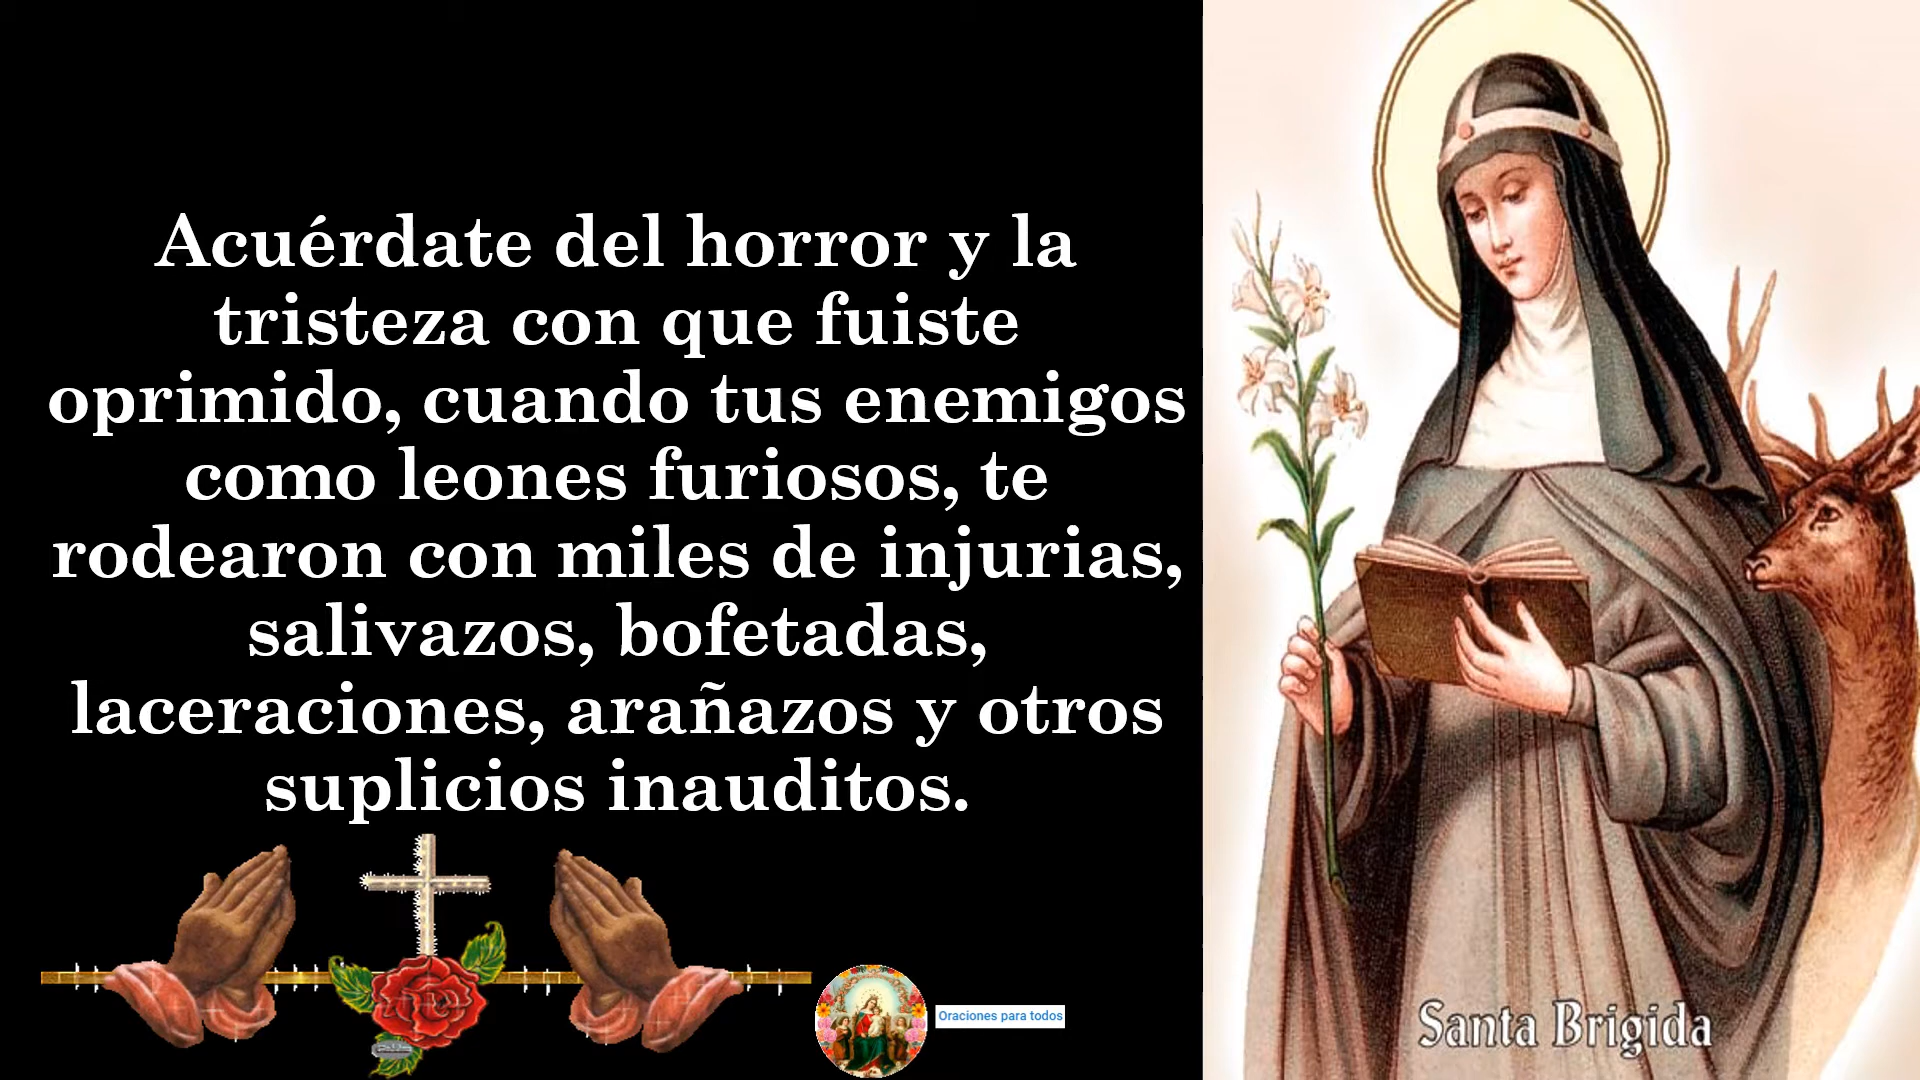 Acuérdate del horror y la
tristeza con que fuiste
oprimido, cuando tus enemigos
como leones furiosos, te
rodearon con miles de injurias,
salivazos, bofetadas,
laceraciones, arañazos y otros
suplicios inauditos.
Oraciones para todos
Santa Brigida